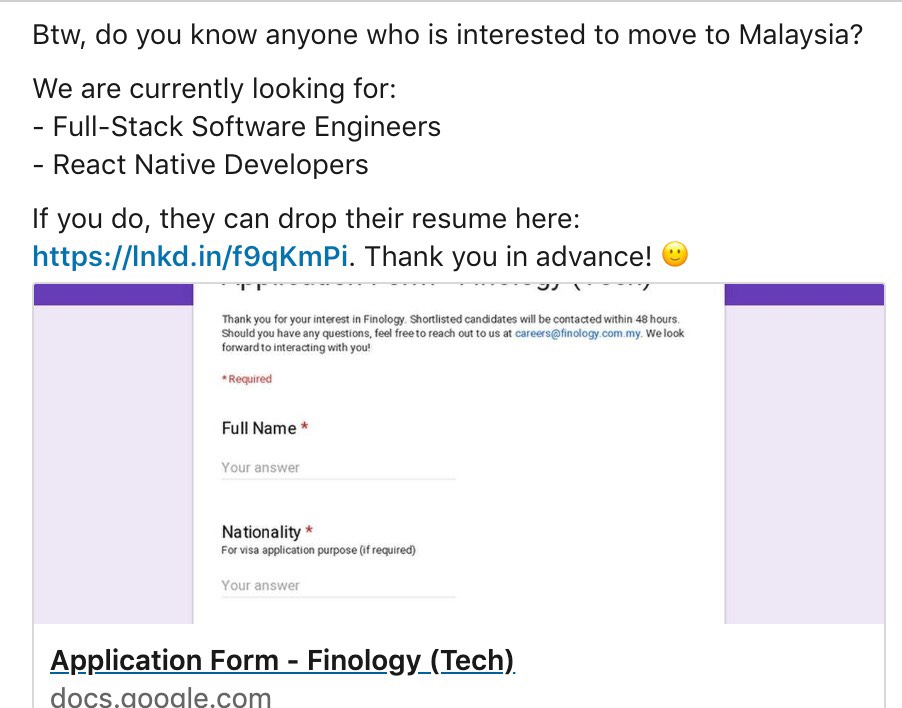 Btw, do you know anyone who is interested to move to Malaysia?
We are currently looking for:
- Full-Stack Software Engineers
- React Native Developers
If you do, they can drop their resume here:
https://lnkd.in/f9qKmPi. Thank you in advance! 🙂
Application Form - Finology (Tech)
Thank you for your interest in Finology. Shortlisted candidates will be contacted within 48 hours.
Should you have any questions, feel free to reach out to us at careers@finology.com.my. We look
forward to interacting with you!
* Required
Full Name *
Your answer
Nationality *
For visa application purpose (if required)
Your answer
Application Form - Finology (Tech)
docs.google.com